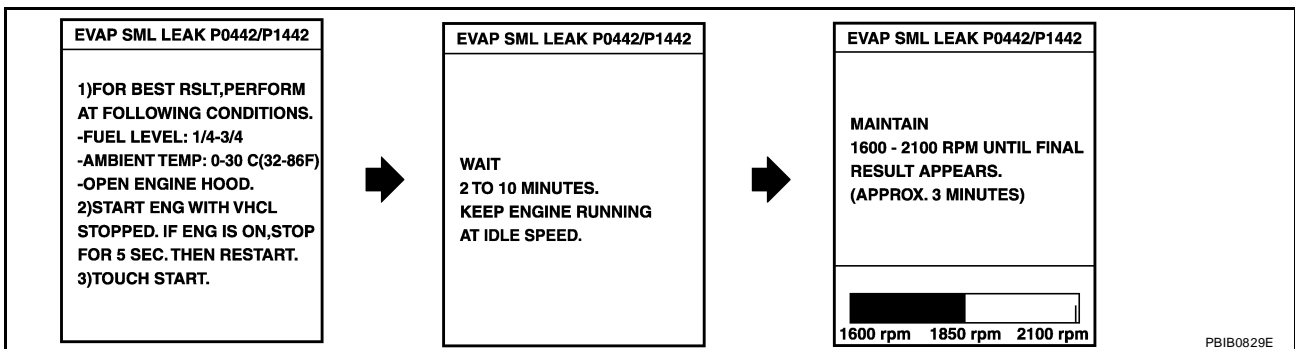 EVAP SML LEAK P0442/P1442
1)FOR BEST RSLT,PERFORM
AT FOLLOWING CONDITIONS.
-FUEL LEVEL: 1/4-3/4
-AMBIENT TEMP: 0-30 C(32-86F)
-OPEN ENGINE HOOD.
2)START ENG WITH VHCL
STOPPED. IF ENG IS ON,STOP
FOR 5 SEC. THEN RESTART.
3)TOUCH START.
EVAP SML LEAK P0442/P1442
WAIT
2 TO 10 MINUTES.
KEEP ENGINE RUNNING
AT IDLE SPEED.
EVAP SML LEAK P0442/P1442
MAINTAIN
1600 - 2100 RPM UNTIL FINAL
RESULT APPEARS.
(APPROX. 3 MINUTES)
1600 rpm 1850 rpm 2100 rpm
PBIB0829E